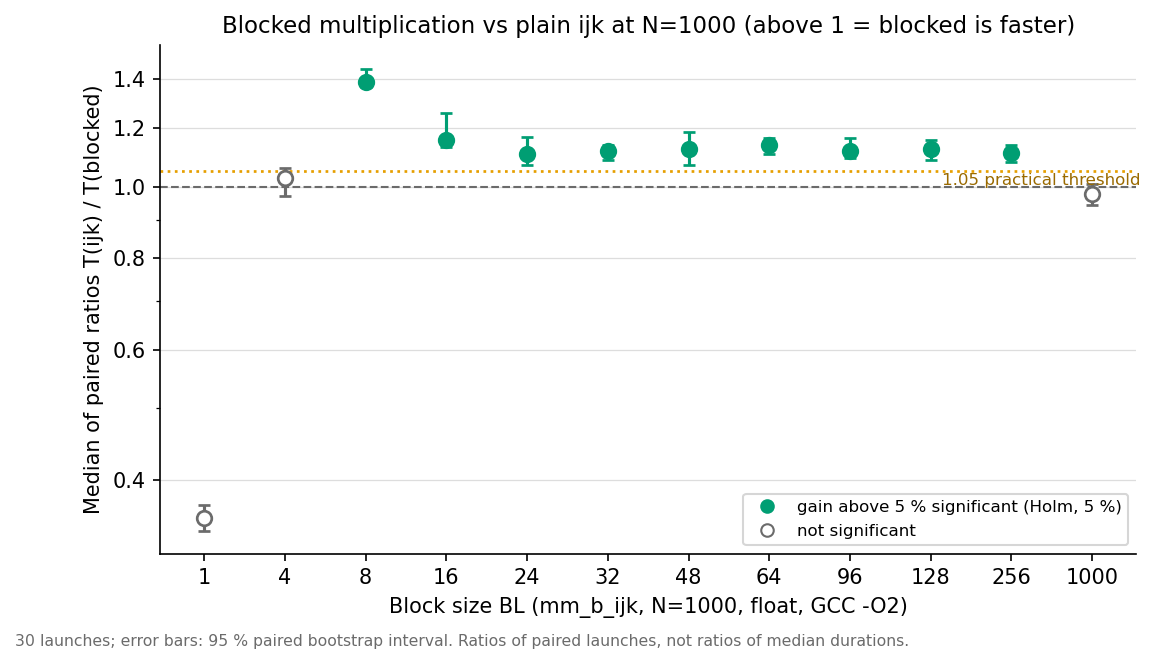 Blocked multiplication vs plain ijk at N=1000 (above 1 = blocked is faster)
Median of paired ratios T(ijk) / T(blocked)
1.4
1.2
1.0
0.8
0.6
0.4
1.05 practical threshold
gain above 5 % significant (Holm, 5 %)
not significant
1 4 8 16 24 32 48 64 96 128 256 1000
Block size BL (mm_b_ijk, N=1000, float, GCC -O2)
30 launches; error bars: 95 % paired bootstrap interval. Ratios of paired launches, not ratios of median durations.